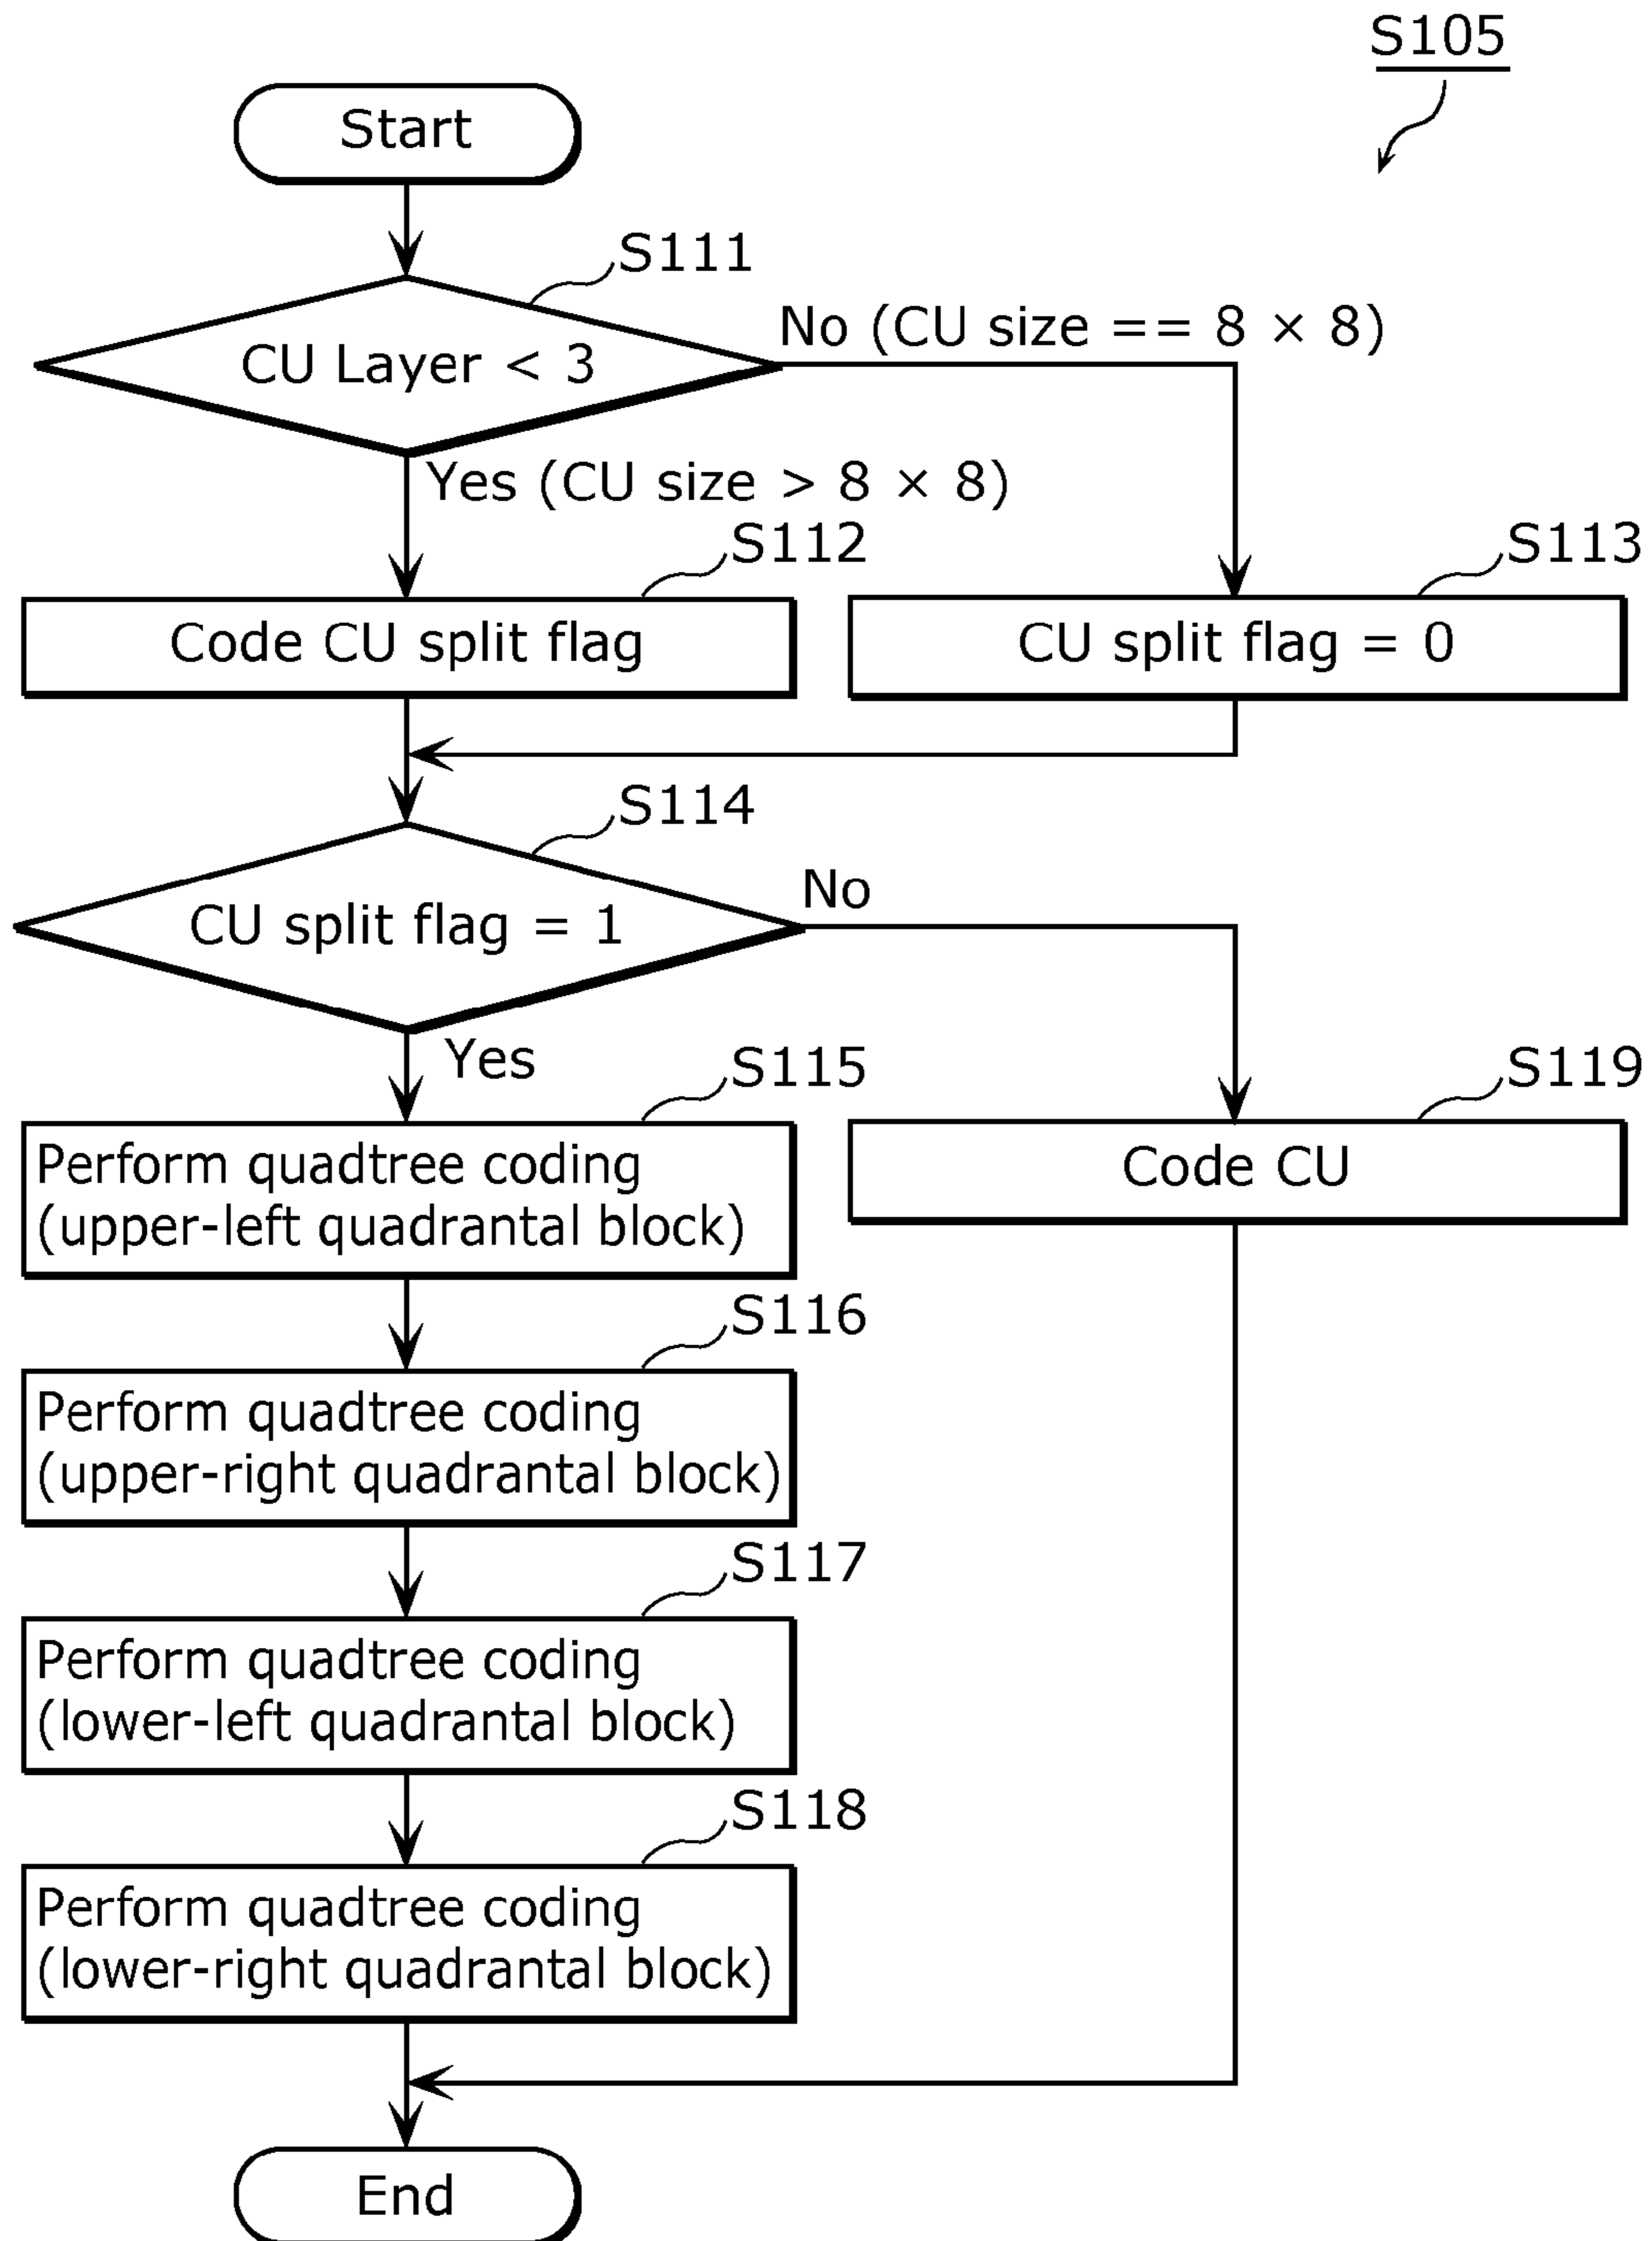 S105
Start
S111
CU Layer < 3
No (CU size == 8 × 8)
Yes (CU size > 8 × 8)
S112
Code CU split flag
S113
CU split flag = 0
S114
CU split flag = 1
No
Yes
S115
Perform quadtree coding
(upper-left quadrantal block)
S119
Code CU
S116
Perform quadtree coding
(upper-right quadrantal block)
S117
Perform quadtree coding
(lower-left quadrantal block)
S118
Perform quadtree coding
(lower-right quadrantal block)
End